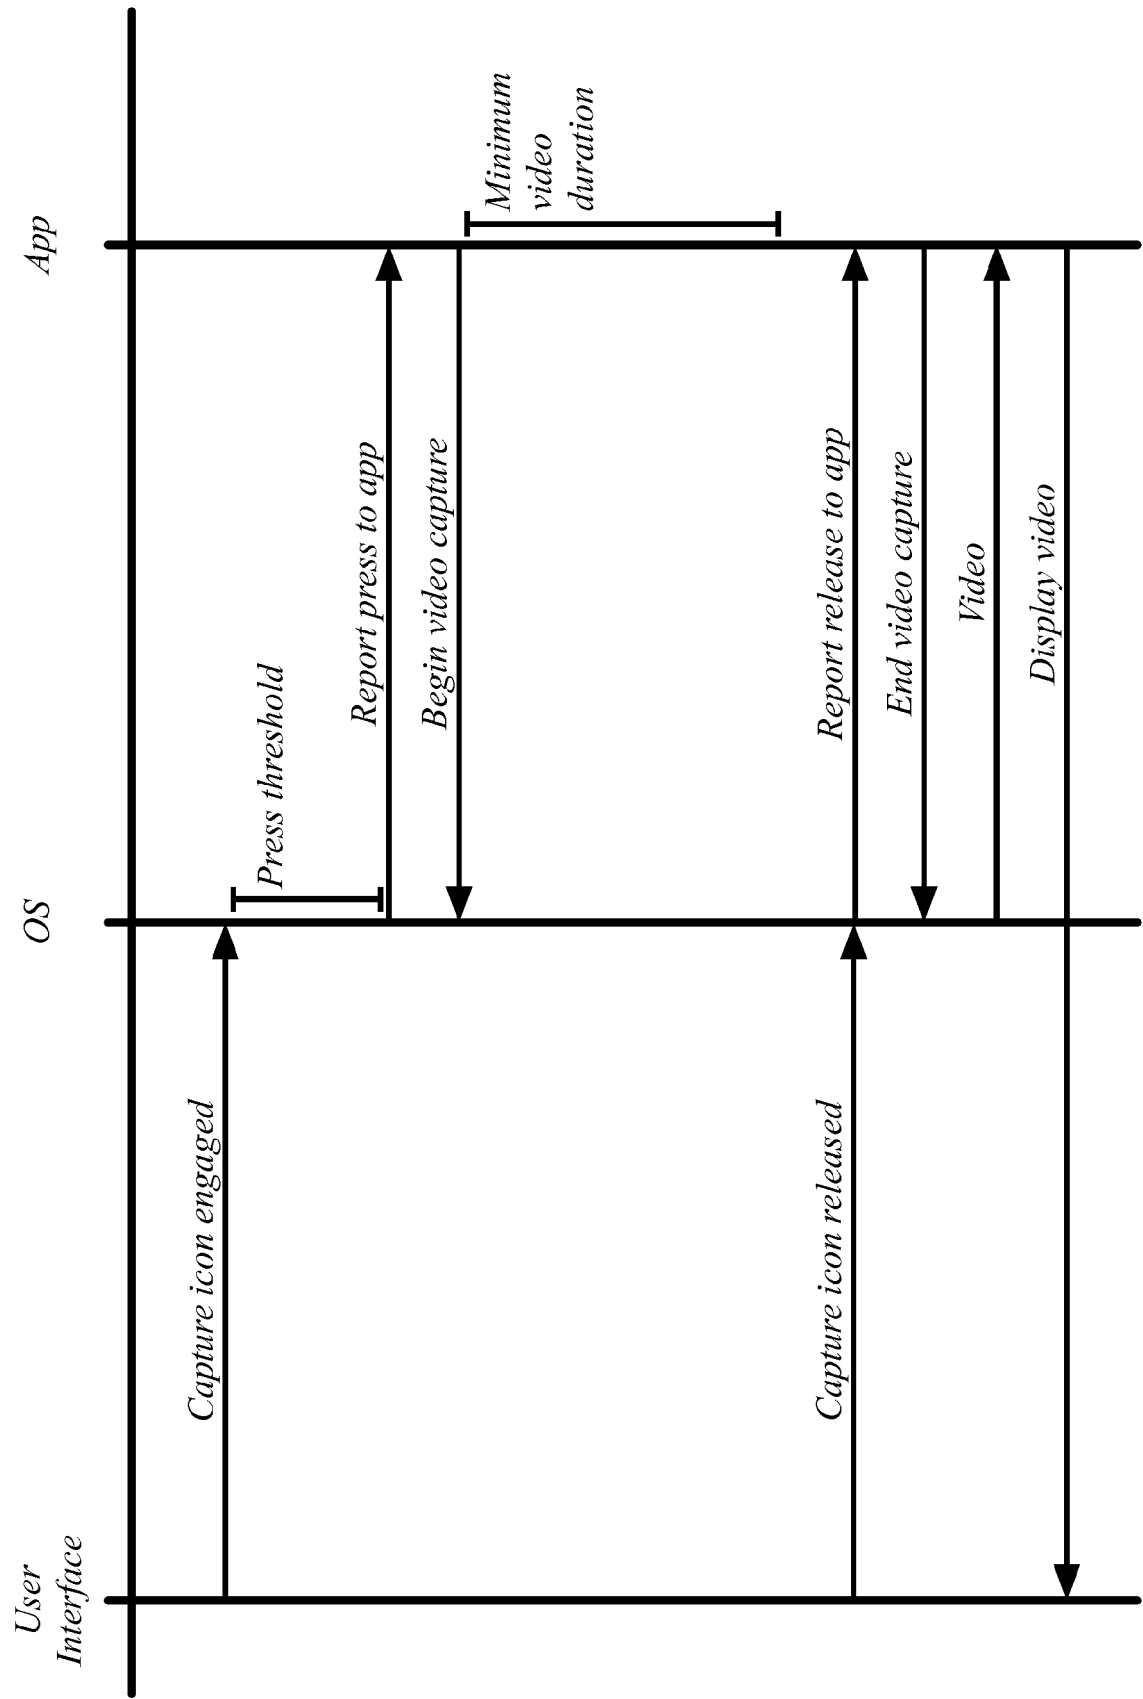 User
Interface
OS
App
Capture icon engaged
Press threshold
Report press to app
Begin video capture
Minimum
video
duration
Capture icon released
Report release to app
End video capture
Video
Display video